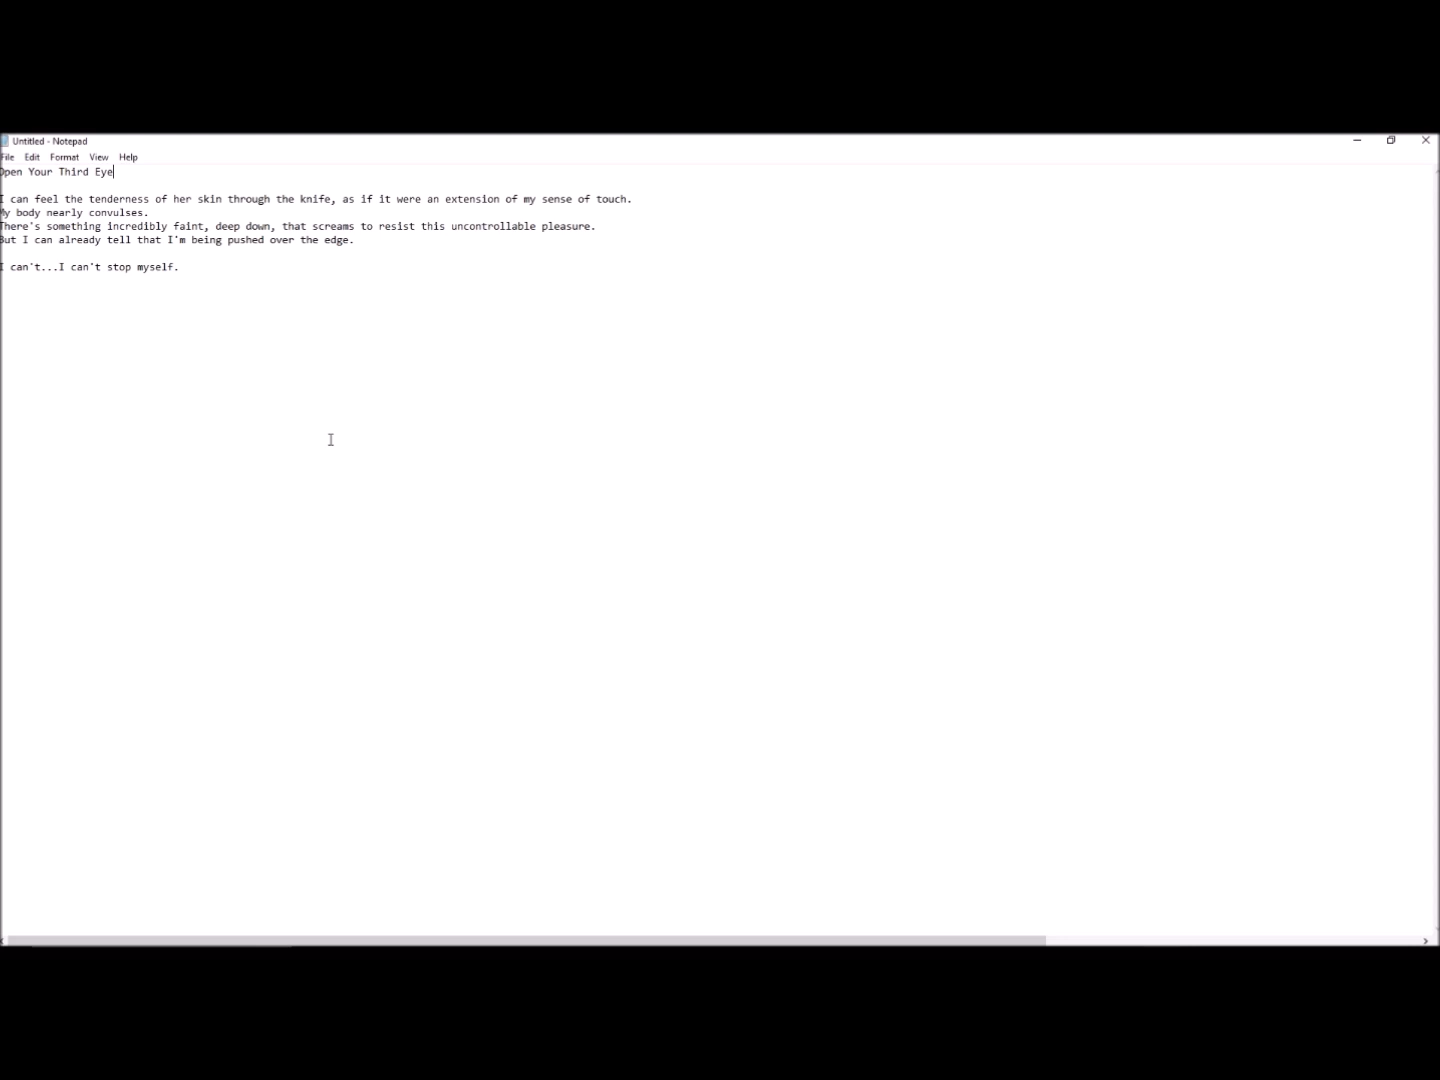 Untitled - Notepad
File Edit Format View Help
Open Your Third Eye
I can feel the tenderness of her skin through the knife, as if it were an extension of my sense of touch.
My body nearly convulses.
There's something incredibly faint, deep down, that screams to resist this uncontrollable pleasure.
But I can already tell that I'm being pushed over the edge.
I can't...I can't stop myself.